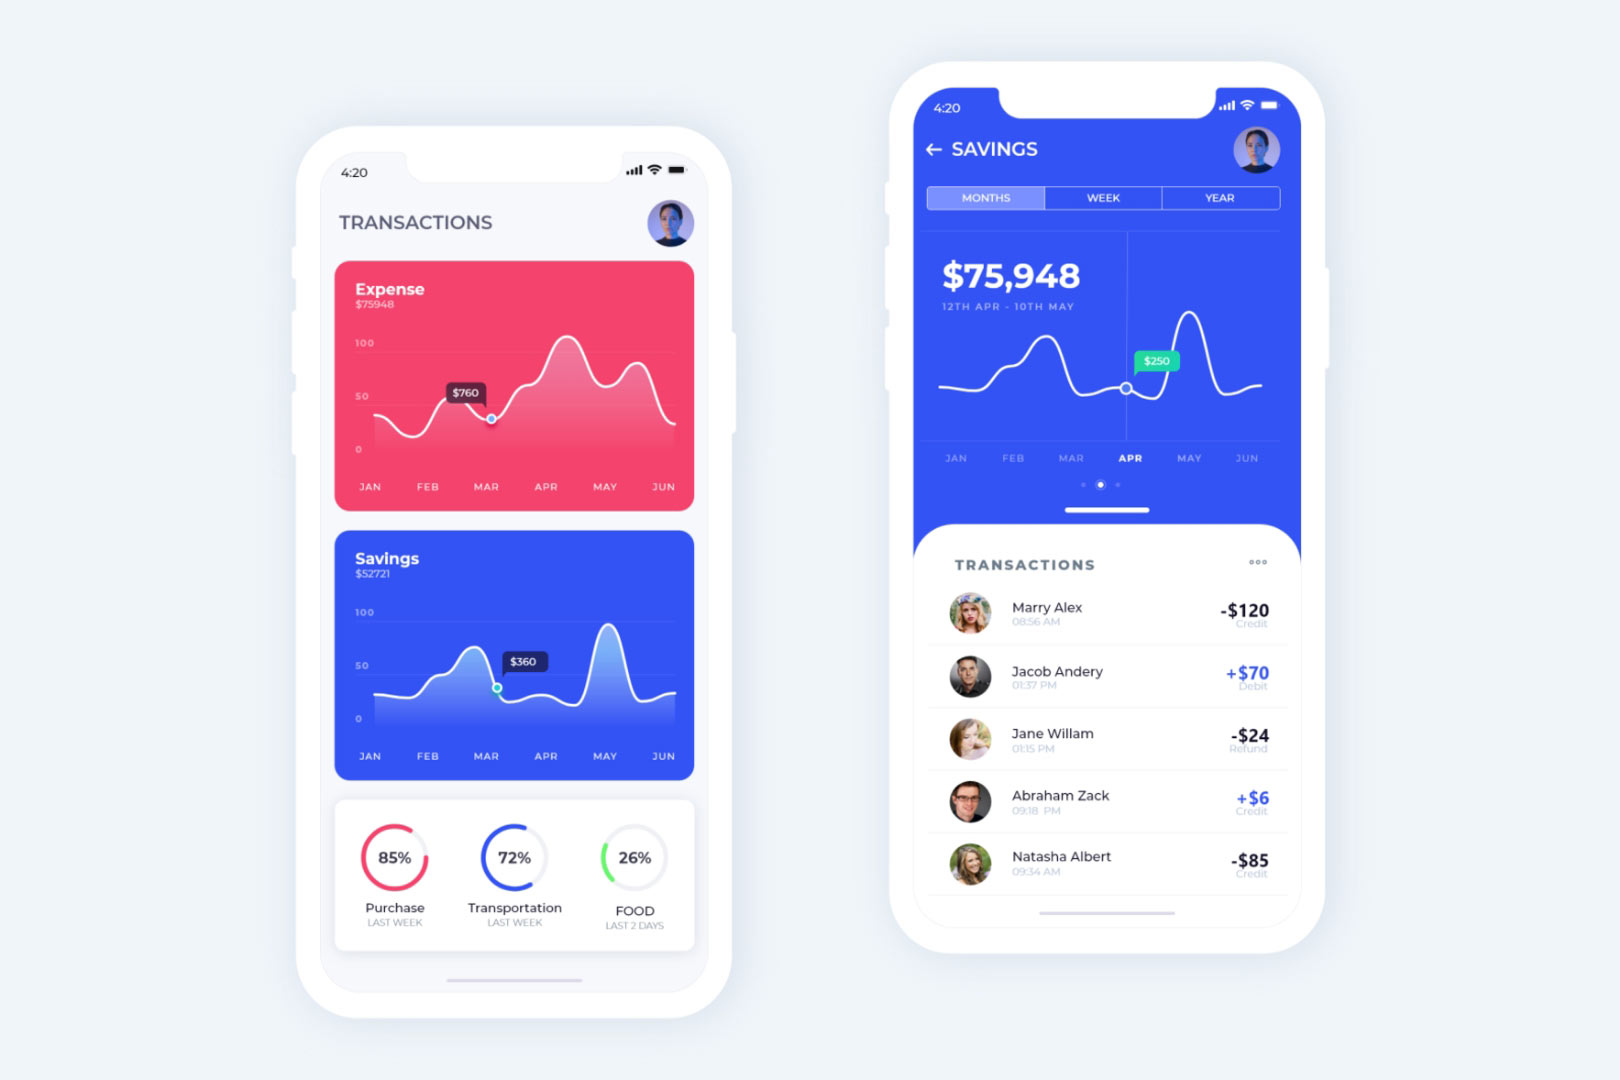 4:20
TRANSACTIONS
Expense
$75948
100
$760
50
0
JAN FEB MAR APR MAY JUN
Savings
$52721
100
$360
50
0
JAN FEB MAR APR MAY JUN
85% 72% 26%
Purchase Transportation FOOD
LAST WEEK LAST WEEK LAST 2 DAYS
4:20
SAVINGS
MONTHS WEEK YEAR
$75,948
12TH APR - 10TH MAY
$250
JAN FEB MAR APR MAY JUN
TRANSACTIONS
Marry Alex -$120
08:56 AM Credit
Jacob Andery +$70
01:37 PM Debit
Jane Willam -$24
01:15 PM Refund
Abraham Zack +$6
09:18 PM Credit
Natasha Albert -$85
09:34 AM Credit